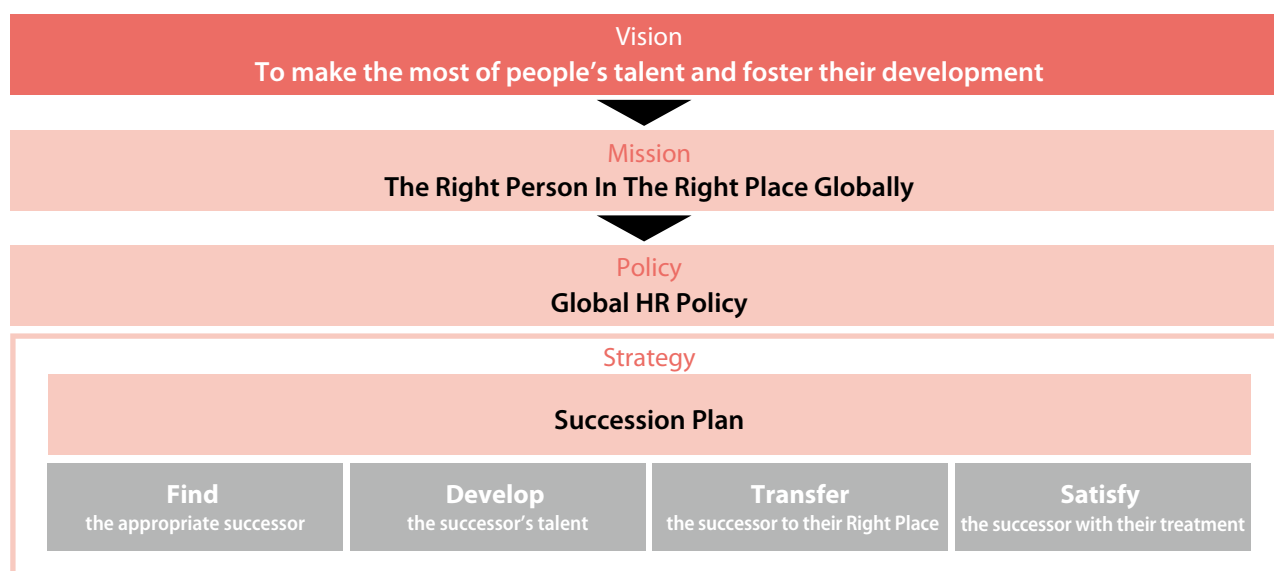 Vision
To make the most of people’s talent and foster their development
Mission
The Right Person In The Right Place Globally
Policy
Global HR Policy
Strategy
Succession Plan
Find
the appropriate successor
Develop
the successor’s talent
Transfer
the successor to their Right Place
Satisfy
the successor with their treatment